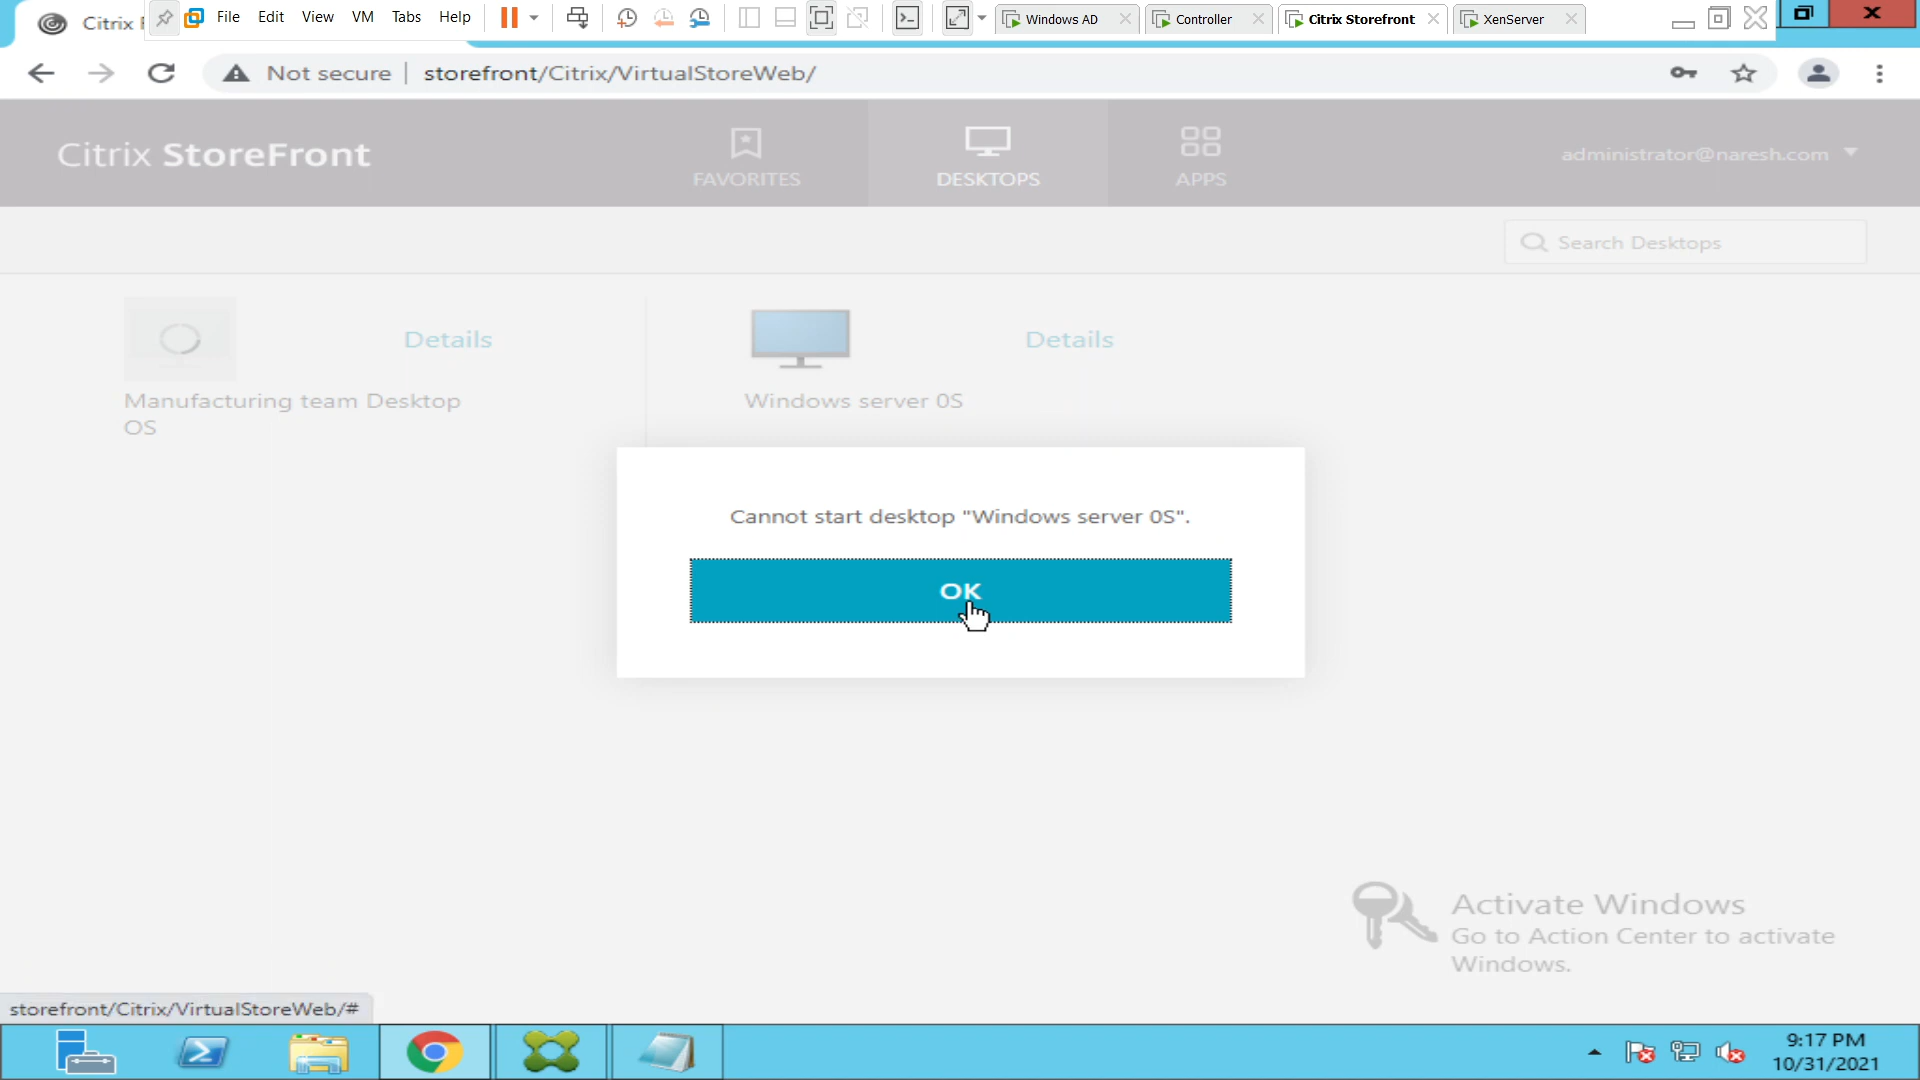 Citrix
File Edit View VM Tabs Help
Windows AD
Controller
Citrix Storefront
XenServer
Not secure | storefront/Citrix/VirtualStoreWeb/
Citrix StoreFront
FAVORITES
DESKTOPS
APPS
administrator@naresh.com
Search Desktops
Details
Details
Manufacturing team Desktop
OS
Windows server 0S
Cannot start desktop "Windows server 0S".
OK
Activate Windows
Go to Action Center to activate
Windows.
storefront/Citrix/VirtualStoreWeb/#
9:17 PM
10/31/2021